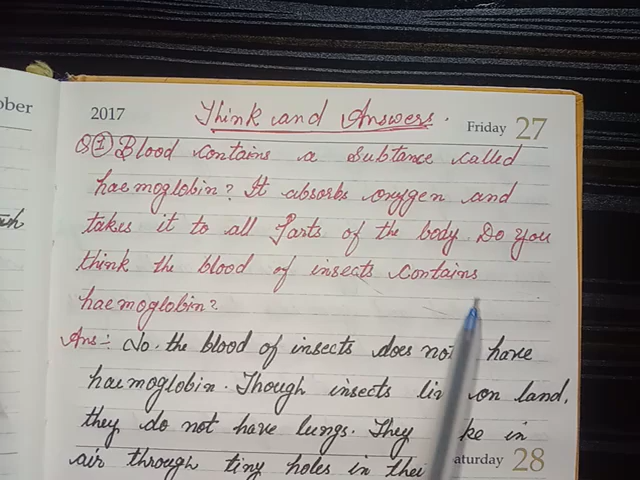 ober
2017 Think and Answers. Friday 27
Q① Blood contains a Substance called
haemoglobin? It absorbs oxygen and
takes it to all Parts of the body. Do you
think the blood of insects contains
haemoglobin?
Ans:- No. the blood of insects does not have
haemoglobin. Though insects on land,
they do not have lungs. They in
air through tiny holes in
aturday 28